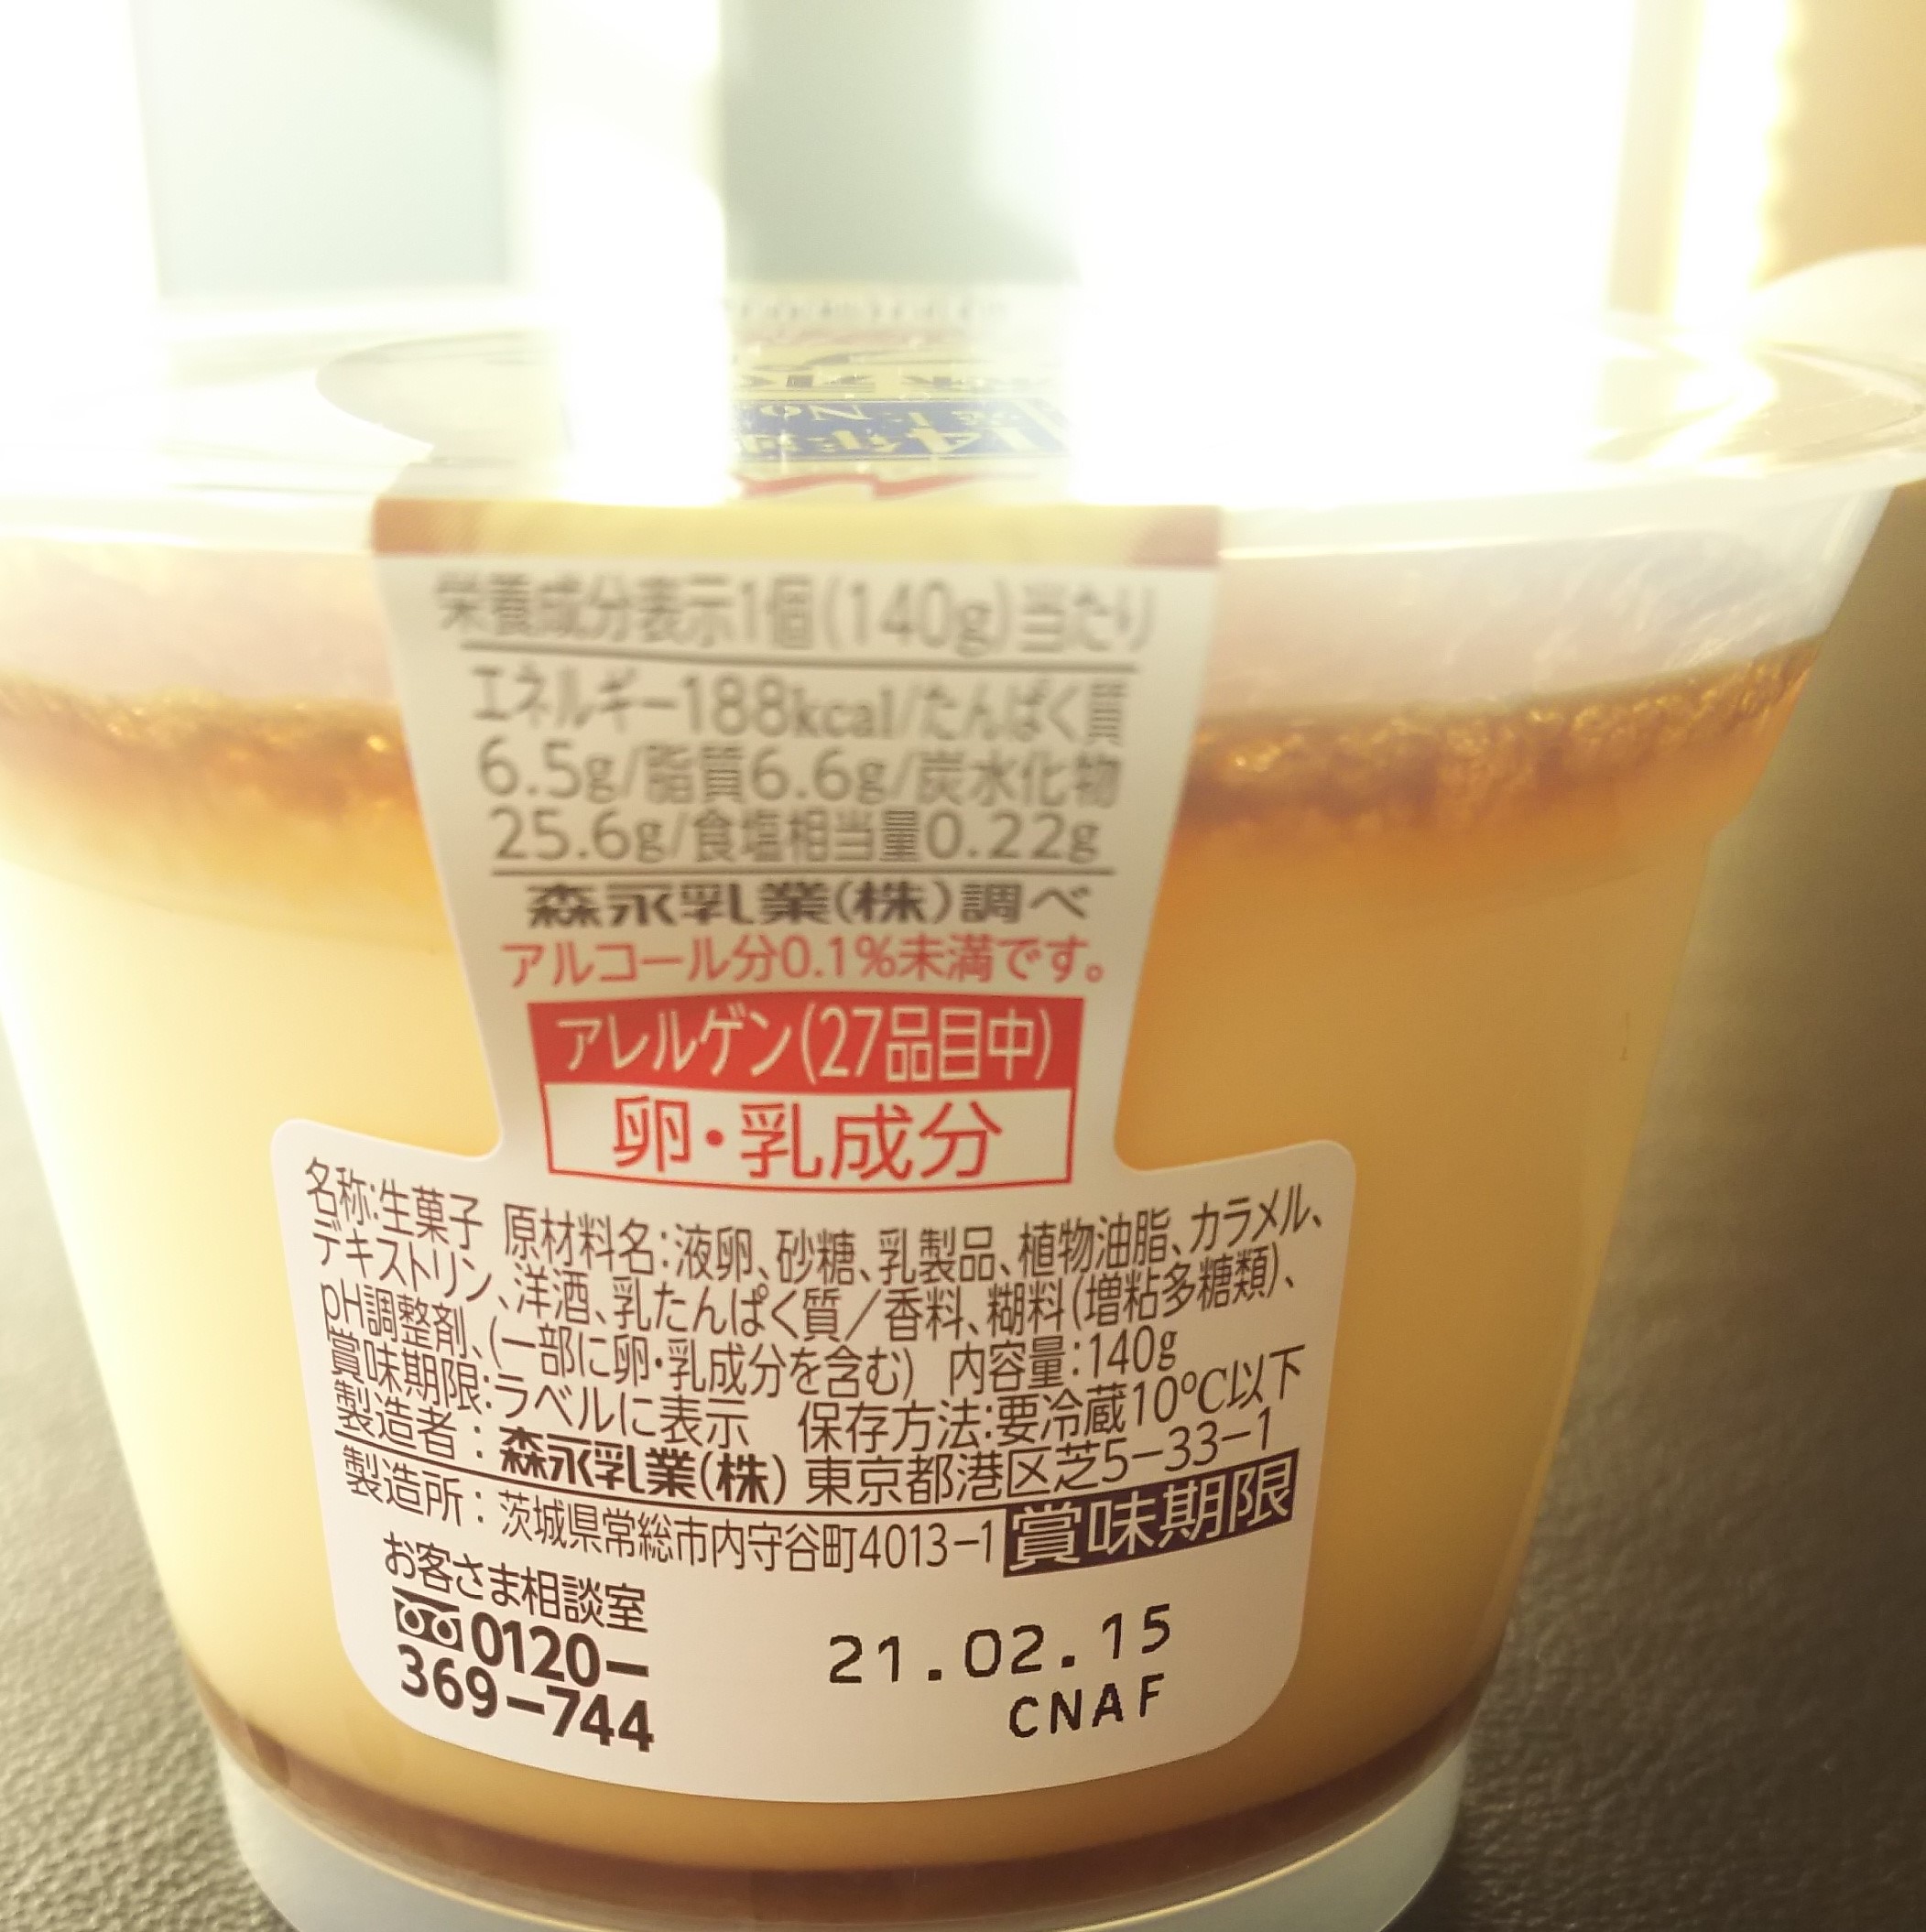 栄養成分表示1個(140g)当たり
エネルギー188kcal/たんぱく質
6.5g/脂質6.6g/炭水化物
25.6g/食塩相当量0.22g
森永乳業(株)調べ
アルコール分0.1%未満です。
アレルゲン(27品目中)
卵・乳成分
名称:生菓子 原材料名:液卵、砂糖、乳製品、植物油脂、カラメル、
デキストリン、洋酒、乳たんぱく質/香料、糊料(増粘多糖類)、
pH調整剤、(一部に卵・乳成分を含む) 内容量:140g
賞味期限:ラベルに表示 保存方法:要冷蔵10℃以下
製造者:森永乳業(株) 東京都港区芝5-33-1
製造所:茨城県常総市内守谷町4013-1 賞味期限
お客さま相談室
0120-
369-744
21.02.15
CNAF